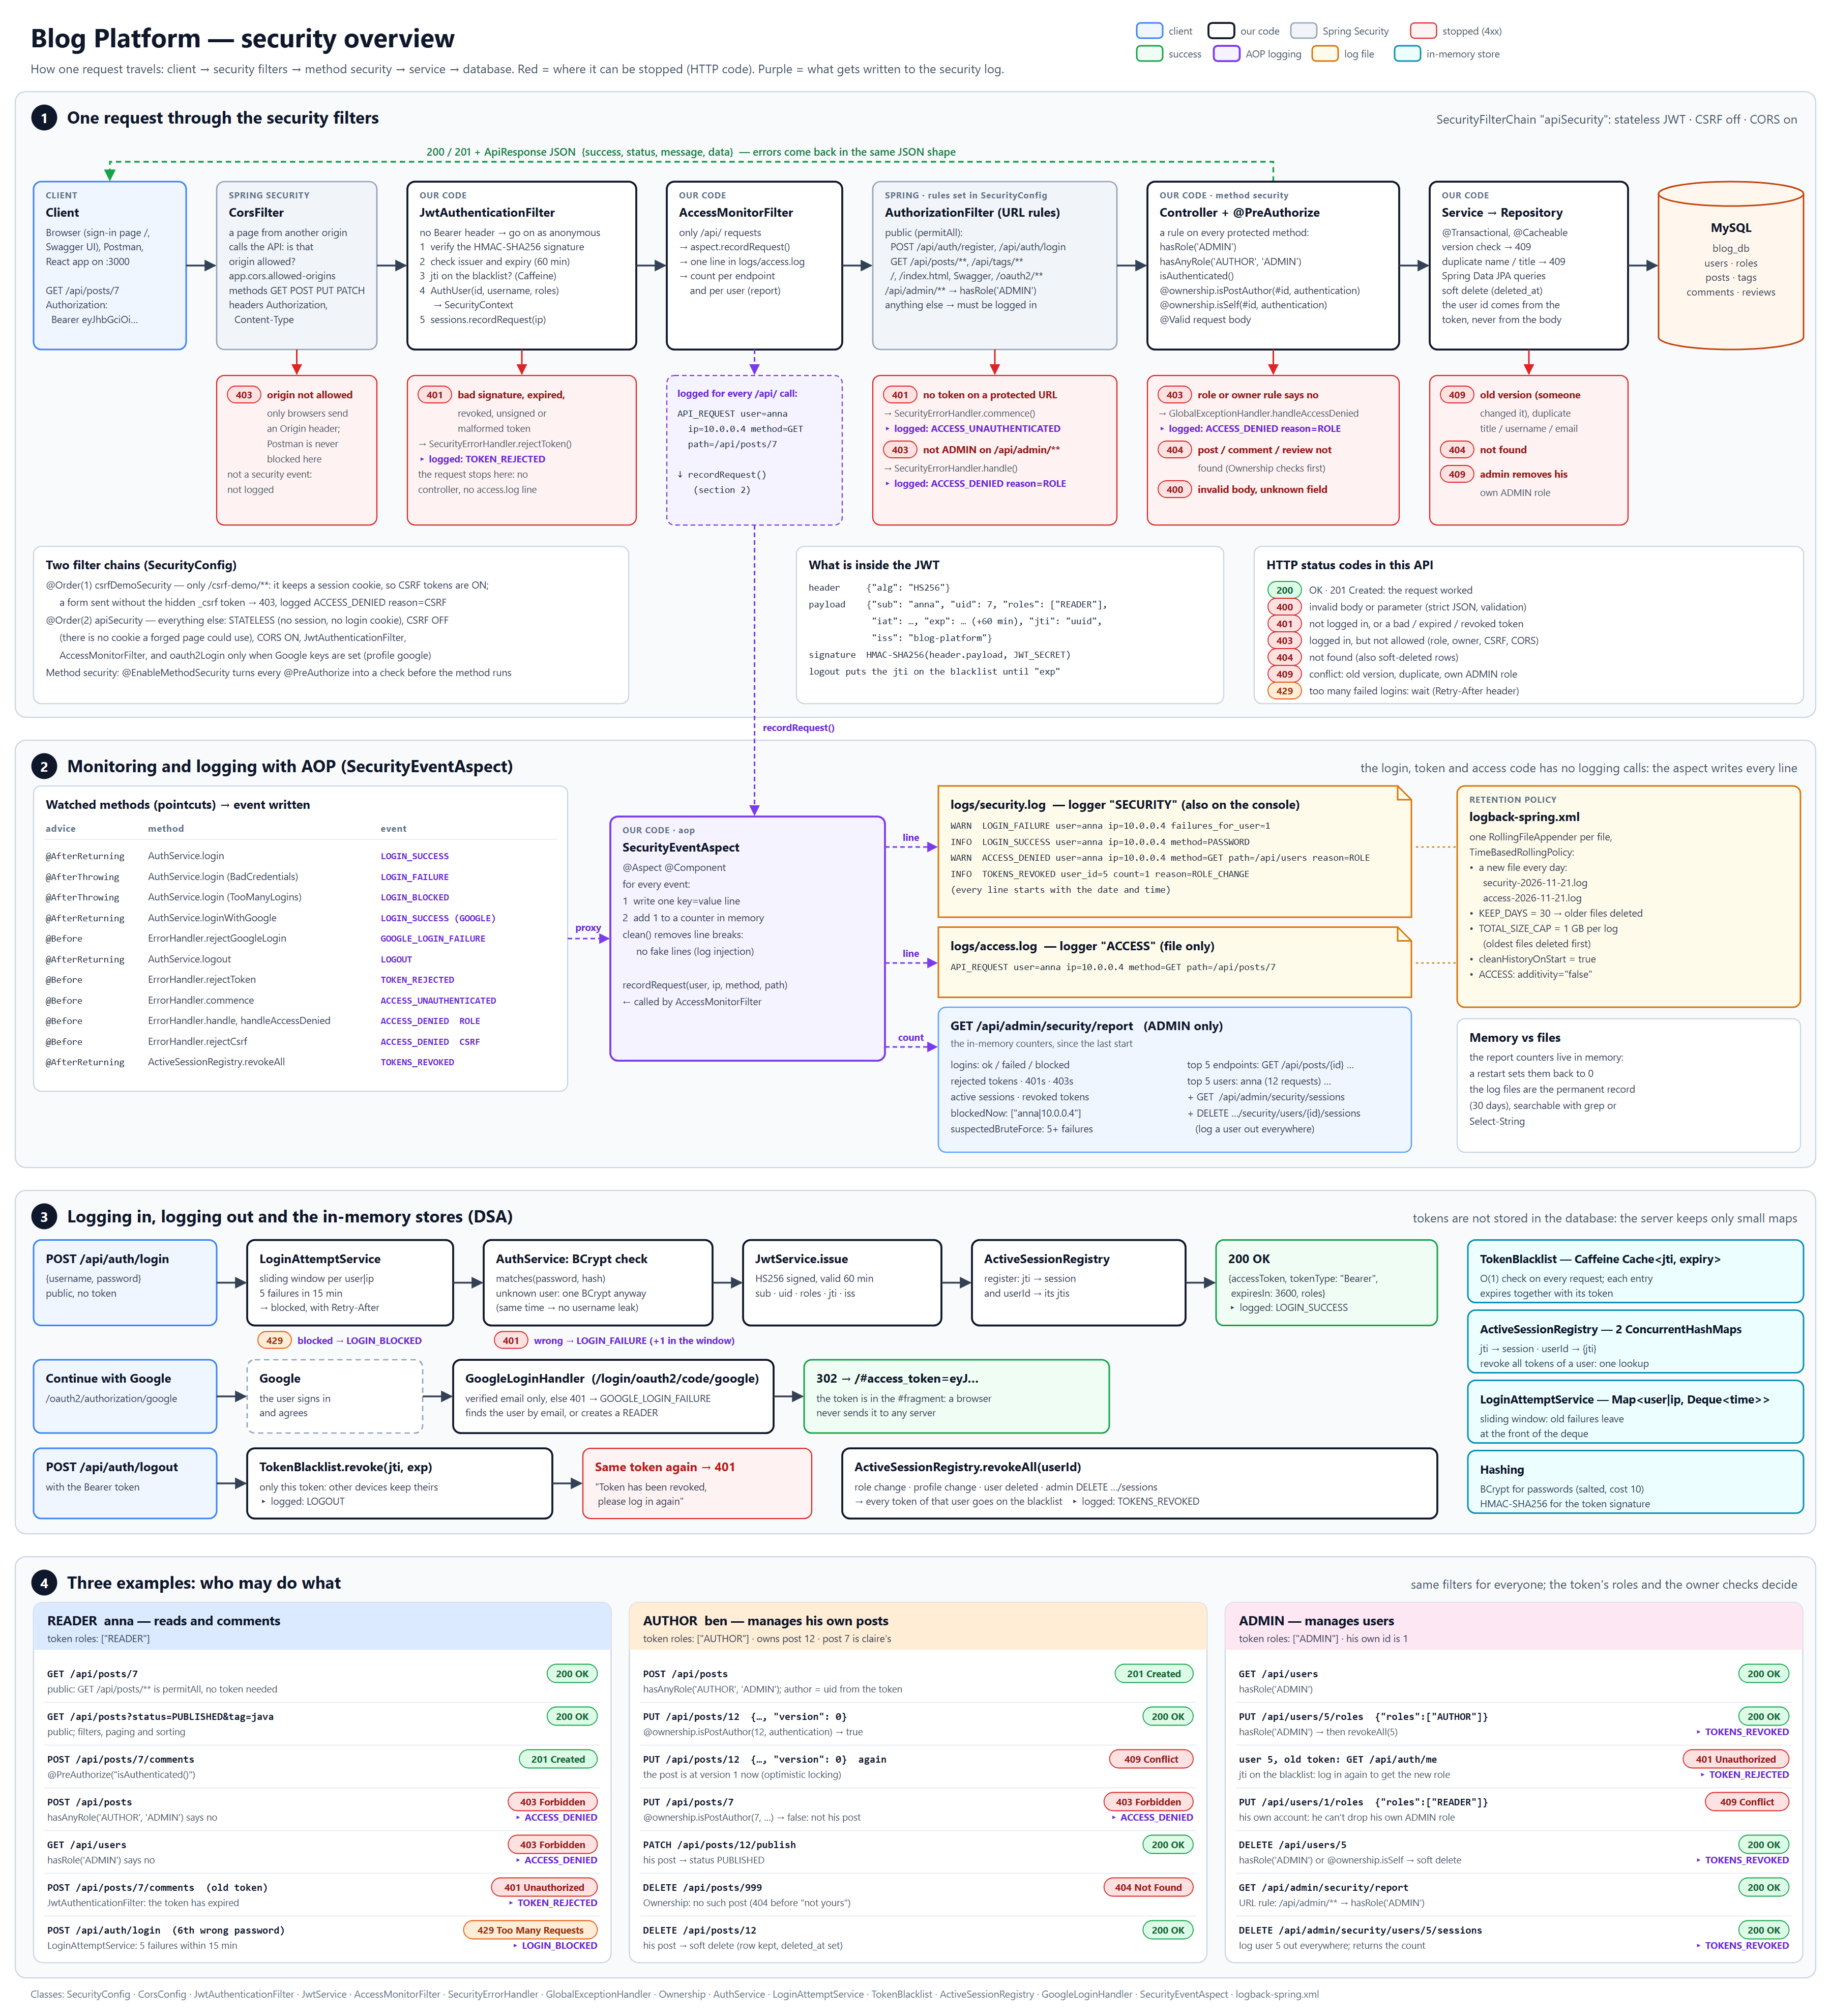 Blog Platform — security overview
How one request travels: client → security filters → method security → service → database. Red = where it can be stopped (HTTP code). Purple = what gets written to the security log.
client
our code
Spring Security
stopped (4xx)
success
AOP logging
log file
in-memory store
1 One request through the security filters
SecurityFilterChain "apiSecurity": stateless JWT · CSRF off · CORS on
200 / 201 + ApiResponse JSON {success, status, message, data} — errors come back in the same JSON shape
CLIENT
Client
Browser (sign-in page /,
Swagger UI), Postman,
React app on :3000
GET /api/posts/7
Authorization:
Bearer eyJhbGciOi…
SPRING SECURITY
CorsFilter
a page from another origin
calls the API: is that
origin allowed?
app.cors.allowed-origins
methods GET POST PUT PATCH
headers Authorization,
Content-Type
OUR CODE
JwtAuthenticationFilter
no Bearer header → go on as anonymous
1 verify the HMAC-SHA256 signature
2 check issuer and expiry (60 min)
3 jti on the blacklist? (Caffeine)
4 AuthUser(id, username, roles)
→ SecurityContext
5 sessions.recordRequest(ip)
OUR CODE
AccessMonitorFilter
only /api/ requests
→ aspect.recordRequest()
→ one line in logs/access.log
→ count per endpoint
and per user (report)
SPRING · rules set in SecurityConfig
AuthorizationFilter (URL rules)
public (permitAll):
POST /api/auth/register, /api/auth/login
GET /api/posts/**, /api/tags/**
/, /index.html, Swagger, /oauth2/**
/api/admin/** → hasRole('ADMIN')
anything else → must be logged in
OUR CODE · method security
Controller + @PreAuthorize
a rule on every protected method:
hasRole('ADMIN')
hasAnyRole('AUTHOR', 'ADMIN')
isAuthenticated()
@ownership.isPostAuthor(#id, authentication)
@ownership.isSelf(#id, authentication)
@Valid request body
OUR CODE
Service → Repository
@Transactional, @Cacheable
version check → 409
duplicate name / title → 409
Spring Data JPA queries
soft delete (deleted_at)
the user id comes from the
token, never from the body
MySQL
blog_db
users · roles
posts · tags
comments · reviews
403 origin not allowed
only browsers send
an Origin header;
Postman is never
blocked here
not a security event:
not logged
401 bad signature, expired,
revoked, unsigned or
malformed token
→ SecurityErrorHandler.rejectToken()
‣ logged: TOKEN_REJECTED
the request stops here: no
controller, no access.log line
logged for every /api/ call:
API_REQUEST user=anna
ip=10.0.0.4 method=GET
path=/api/posts/7
↓ recordRequest()
(section 2)
401 no token on a protected URL
→ SecurityErrorHandler.commence()
‣ logged: ACCESS_UNAUTHENTICATED
403 not ADMIN on /api/admin/**
→ SecurityErrorHandler.handle()
‣ logged: ACCESS_DENIED reason=ROLE
403 role or owner rule says no
→ GlobalExceptionHandler.handleAccessDenied
‣ logged: ACCESS_DENIED reason=ROLE
404 post / comment / review not
found (Ownership checks first)
400 invalid body, unknown field
409 old version (someone
changed it), duplicate
title / username / email
404 not found
409 admin removes his
own ADMIN role
Two filter chains (SecurityConfig)
@Order(1) csrfDemoSecurity — only /csrf-demo/**: it keeps a session cookie, so CSRF tokens are ON;
a form sent without the hidden _csrf token → 403, logged ACCESS_DENIED reason=CSRF
@Order(2) apiSecurity — everything else: STATELESS (no session, no login cookie), CSRF OFF
(there is no cookie a forged page could use), CORS ON, JwtAuthenticationFilter,
AccessMonitorFilter, and oauth2Login only when Google keys are set (profile google)
Method security: @EnableMethodSecurity turns every @PreAuthorize into a check before the method runs
What is inside the JWT
header {"alg": "HS256"}
payload {"sub": "anna", "uid": 7, "roles": ["READER"],
"iat": …, "exp": … (+60 min), "jti": "uuid",
"iss": "blog-platform"}
signature HMAC-SHA256(header.payload, JWT_SECRET)
logout puts the jti on the blacklist until "exp"
HTTP status codes in this API
200 OK · 201 Created: the request worked
400 invalid body or parameter (strict JSON, validation)
401 not logged in, or a bad / expired / revoked token
403 logged in, but not allowed (role, owner, CSRF, CORS)
404 not found (also soft-deleted rows)
409 conflict: old version, duplicate, own ADMIN role
429 too many failed logins: wait (Retry-After header)
recordRequest()
2 Monitoring and logging with AOP (SecurityEventAspect)
the login, token and access code has no logging calls: the aspect writes every line
Watched methods (pointcuts) → event written
advice method event
@AfterReturning AuthService.login LOGIN_SUCCESS
@AfterThrowing AuthService.login (BadCredentials) LOGIN_FAILURE
@AfterThrowing AuthService.login (TooManyLogins) LOGIN_BLOCKED
@AfterReturning AuthService.loginWithGoogle LOGIN_SUCCESS (GOOGLE)
@Before ErrorHandler.rejectGoogleLogin GOOGLE_LOGIN_FAILURE
@AfterReturning AuthService.logout LOGOUT
@Before ErrorHandler.rejectToken TOKEN_REJECTED
@Before ErrorHandler.commence ACCESS_UNAUTHENTICATED
@Before ErrorHandler.handle, handleAccessDenied ACCESS_DENIED ROLE
@Before ErrorHandler.rejectCsrf ACCESS_DENIED CSRF
@AfterReturning ActiveSessionRegistry.revokeAll TOKENS_REVOKED
proxy
OUR CODE · aop
SecurityEventAspect
@Aspect @Component
for every event:
1 write one key=value line
2 add 1 to a counter in memory
clean() removes line breaks:
no fake lines (log injection)
recordRequest(user, ip, method, path)
← called by AccessMonitorFilter
line
line
count
logs/security.log — logger "SECURITY" (also on the console)
WARN LOGIN_FAILURE user=anna ip=10.0.0.4 failures_for_user=1
INFO LOGIN_SUCCESS user=anna ip=10.0.0.4 method=PASSWORD
WARN ACCESS_DENIED user=anna ip=10.0.0.4 method=GET path=/api/users reason=ROLE
INFO TOKENS_REVOKED user_id=5 count=1 reason=ROLE_CHANGE
(every line starts with the date and time)
logs/access.log — logger "ACCESS" (file only)
API_REQUEST user=anna ip=10.0.0.4 method=GET path=/api/posts/7
GET /api/admin/security/report (ADMIN only)
the in-memory counters, since the last start
logins: ok / failed / blocked
rejected tokens · 401s · 403s
active sessions · revoked tokens
blockedNow: ["anna|10.0.0.4"]
suspectedBruteForce: 5+ failures
top 5 endpoints: GET /api/posts/{id} …
top 5 users: anna (12 requests) …
+ GET /api/admin/security/sessions
+ DELETE …/security/users/{id}/sessions
(log a user out everywhere)
RETENTION POLICY
logback-spring.xml
one RollingFileAppender per file,
TimeBasedRollingPolicy:
• a new file every day:
security-2026-11-21.log
access-2026-11-21.log
• KEEP_DAYS = 30 → older files deleted
• TOTAL_SIZE_CAP = 1 GB per log
(oldest files deleted first)
• cleanHistoryOnStart = true
• ACCESS: additivity="false"
Memory vs files
the report counters live in memory:
a restart sets them back to 0
the log files are the permanent record
(30 days), searchable with grep or
Select-String
3 Logging in, logging out and the in-memory stores (DSA)
tokens are not stored in the database: the server keeps only small maps
POST /api/auth/login
{username, password}
public, no token
LoginAttemptService
sliding window per user|ip
5 failures in 15 min
→ blocked, with Retry-After
AuthService: BCrypt check
matches(password, hash)
unknown user: one BCrypt anyway
(same time → no username leak)
JwtService.issue
HS256 signed, valid 60 min
sub · uid · roles · jti · iss
ActiveSessionRegistry
register: jti → session
and userId → its jtis
200 OK
{accessToken, tokenType: "Bearer",
expiresIn: 3600, roles}
‣ logged: LOGIN_SUCCESS
429 blocked → LOGIN_BLOCKED
401 wrong → LOGIN_FAILURE (+1 in the window)
Continue with Google
/oauth2/authorization/google
Google
the user signs in
and agrees
GoogleLoginHandler (/login/oauth2/code/google)
verified email only, else 401 → GOOGLE_LOGIN_FAILURE
finds the user by email, or creates a READER
302 → /#access_token=eyJ…
the token is in the #fragment: a browser
never sends it to any server
POST /api/auth/logout
with the Bearer token
TokenBlacklist.revoke(jti, exp)
only this token: other devices keep theirs
‣ logged: LOGOUT
Same token again → 401
"Token has been revoked,
please log in again"
ActiveSessionRegistry.revokeAll(userId)
role change · profile change · user deleted · admin DELETE …/sessions
→ every token of that user goes on the blacklist ‣ logged: TOKENS_REVOKED
TokenBlacklist — Caffeine Cache<jti, expiry>
O(1) check on every request; each entry
expires together with its token
ActiveSessionRegistry — 2 ConcurrentHashMaps
jti → session · userId → {jti}
revoke all tokens of a user: one lookup
LoginAttemptService — Map<user|ip, Deque<time>>
sliding window: old failures leave
at the front of the deque
Hashing
BCrypt for passwords (salted, cost 10)
HMAC-SHA256 for the token signature
4 Three examples: who may do what
same filters for everyone; the token's roles and the owner checks decide
READER anna — reads and comments
token roles: ["READER"]
GET /api/posts/7 200 OK
public: GET /api/posts/** is permitAll, no token needed
GET /api/posts?status=PUBLISHED&tag=java 200 OK
public; filters, paging and sorting
POST /api/posts/7/comments 201 Created
@PreAuthorize("isAuthenticated()")
POST /api/posts 403 Forbidden
hasAnyRole('AUTHOR', 'ADMIN') says no ‣ ACCESS_DENIED
GET /api/users 403 Forbidden
hasRole('ADMIN') says no ‣ ACCESS_DENIED
POST /api/posts/7/comments (old token) 401 Unauthorized
JwtAuthenticationFilter: the token has expired ‣ TOKEN_REJECTED
POST /api/auth/login (6th wrong password) 429 Too Many Requests
LoginAttemptService: 5 failures within 15 min ‣ LOGIN_BLOCKED
AUTHOR ben — manages his own posts
token roles: ["AUTHOR"] · owns post 12 · post 7 is claire's
POST /api/posts 201 Created
hasAnyRole('AUTHOR', 'ADMIN'); author = uid from the token
PUT /api/posts/12 {…, "version": 0} 200 OK
@ownership.isPostAuthor(12, authentication) → true
PUT /api/posts/12 {…, "version": 0} again 409 Conflict
the post is at version 1 now (optimistic locking)
PUT /api/posts/7 403 Forbidden
@ownership.isPostAuthor(7, …) → false: not his post ‣ ACCESS_DENIED
PATCH /api/posts/12/publish 200 OK
his post → status PUBLISHED
DELETE /api/posts/999 404 Not Found
Ownership: no such post (404 before "not yours")
DELETE /api/posts/12 200 OK
his post → soft delete (row kept, deleted_at set)
ADMIN — manages users
token roles: ["ADMIN"] · his own id is 1
GET /api/users 200 OK
hasRole('ADMIN')
PUT /api/users/5/roles {"roles":["AUTHOR"]} 200 OK
hasRole('ADMIN') → then revokeAll(5) ‣ TOKENS_REVOKED
user 5, old token: GET /api/auth/me 401 Unauthorized
jti on the blacklist: log in again to get the new role ‣ TOKEN_REJECTED
PUT /api/users/1/roles {"roles":["READER"]} 409 Conflict
his own account: he can't drop his own ADMIN role
DELETE /api/users/5 200 OK
hasRole('ADMIN') or @ownership.isSelf → soft delete ‣ TOKENS_REVOKED
GET /api/admin/security/report 200 OK
URL rule: /api/admin/** → hasRole('ADMIN')
DELETE /api/admin/security/users/5/sessions 200 OK
log user 5 out everywhere; returns the count ‣ TOKENS_REVOKED
Classes: SecurityConfig · CorsConfig · JwtAuthenticationFilter · JwtService · AccessMonitorFilter · SecurityErrorHandler · GlobalExceptionHandler · Ownership · AuthService · LoginAttemptService · TokenBlacklist · ActiveSessionRegistry · GoogleLoginHandler · SecurityEventAspect · logback-spring.xml